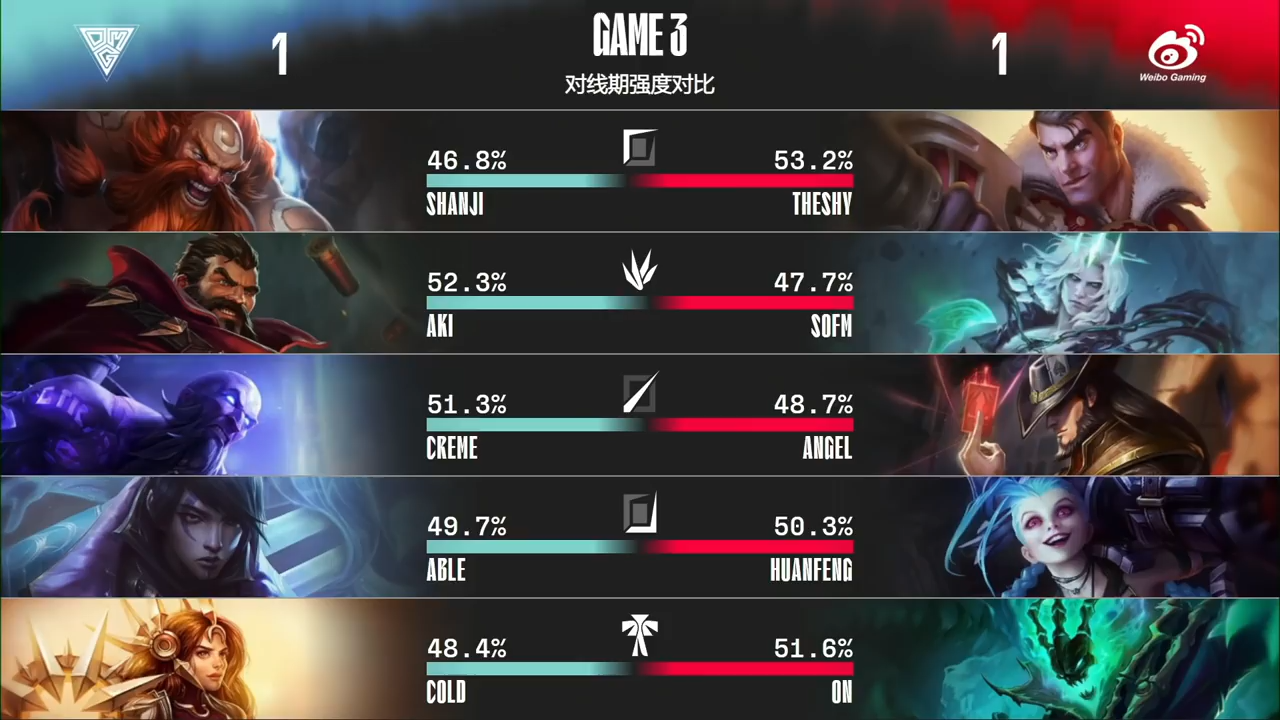 DMG
1
GAME 3
对线期强度对比
1
Weibo Gaming
46.8%
53.2%
SHANJI
THESHY
52.3%
47.7%
AKI
SOFM
51.3%
48.7%
CREME
ANGEL
49.7%
50.3%
ABLE
HUANFENG
48.4%
51.6%
COLD
ON